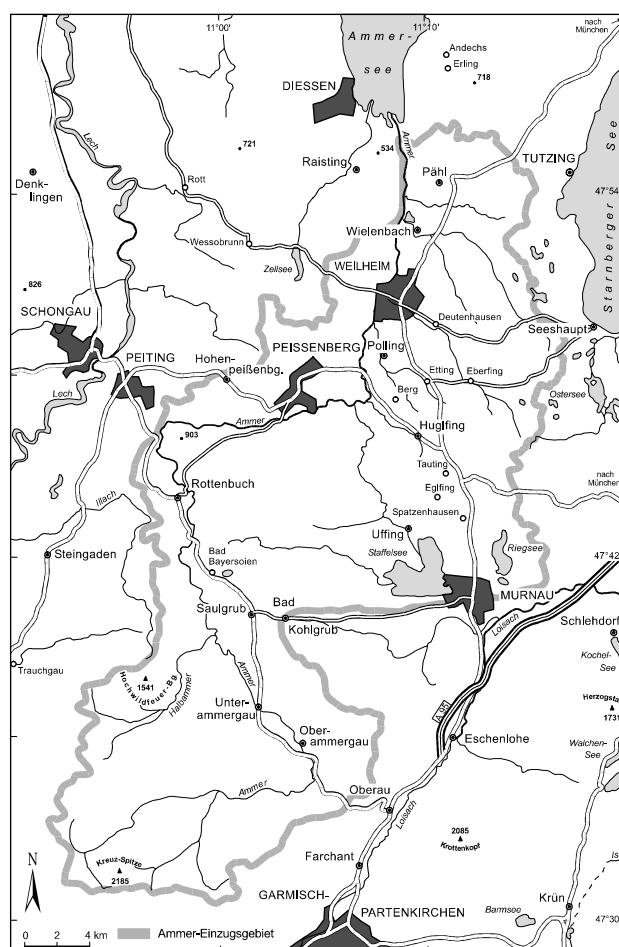 11°00'
11°10'
nach
München
Ammer-
see
Andechs
Erling
718
DIESSEN
Lech
721
534
Ammer
Raisting
Pähl
TUTZING
Starnberger See
Denk-
lingen
47°54'
Rott
Wielenbach
Wessobrunn
Zellsee
WEILHEIM
826
SCHONGAU
Deutenhausen
Seeshaupt
PEITING
Hohen-
peißenbg.
PEISSENBERG
Polling
Etting
Eberfing
Berg
Ostersee
Lech
Ammer
903
Huglfing
Tauting
nach
München
Illach
Rottenbuch
Eglfing
Spatzenhausen
Uffing
Staffelsee
Riegsee
47°42'
Steingaden
Bad
Bayersoien
MURNAU
Saulgrub
Bad
Kohlgrub
Loisach
Schlehdorf
Kochel-
See
Trauchgau
1541
Hochwildfeuer-Bg
Halbammer
Ammer
Herzogsta
1731
A 95
Unter-
ammergau
Ober-
ammergau
Eschenlohe
Walchen-
See
Ammer
Oberau
Loisach
2085
Krottenkopf
Kreuz-Spitze
2185
Farchant
Is
N
GARMISCH-
PARTENKIRCHEN
Barmsee
Krün
47°30
0 2 4 km
Ammer-Einzugsgebiet